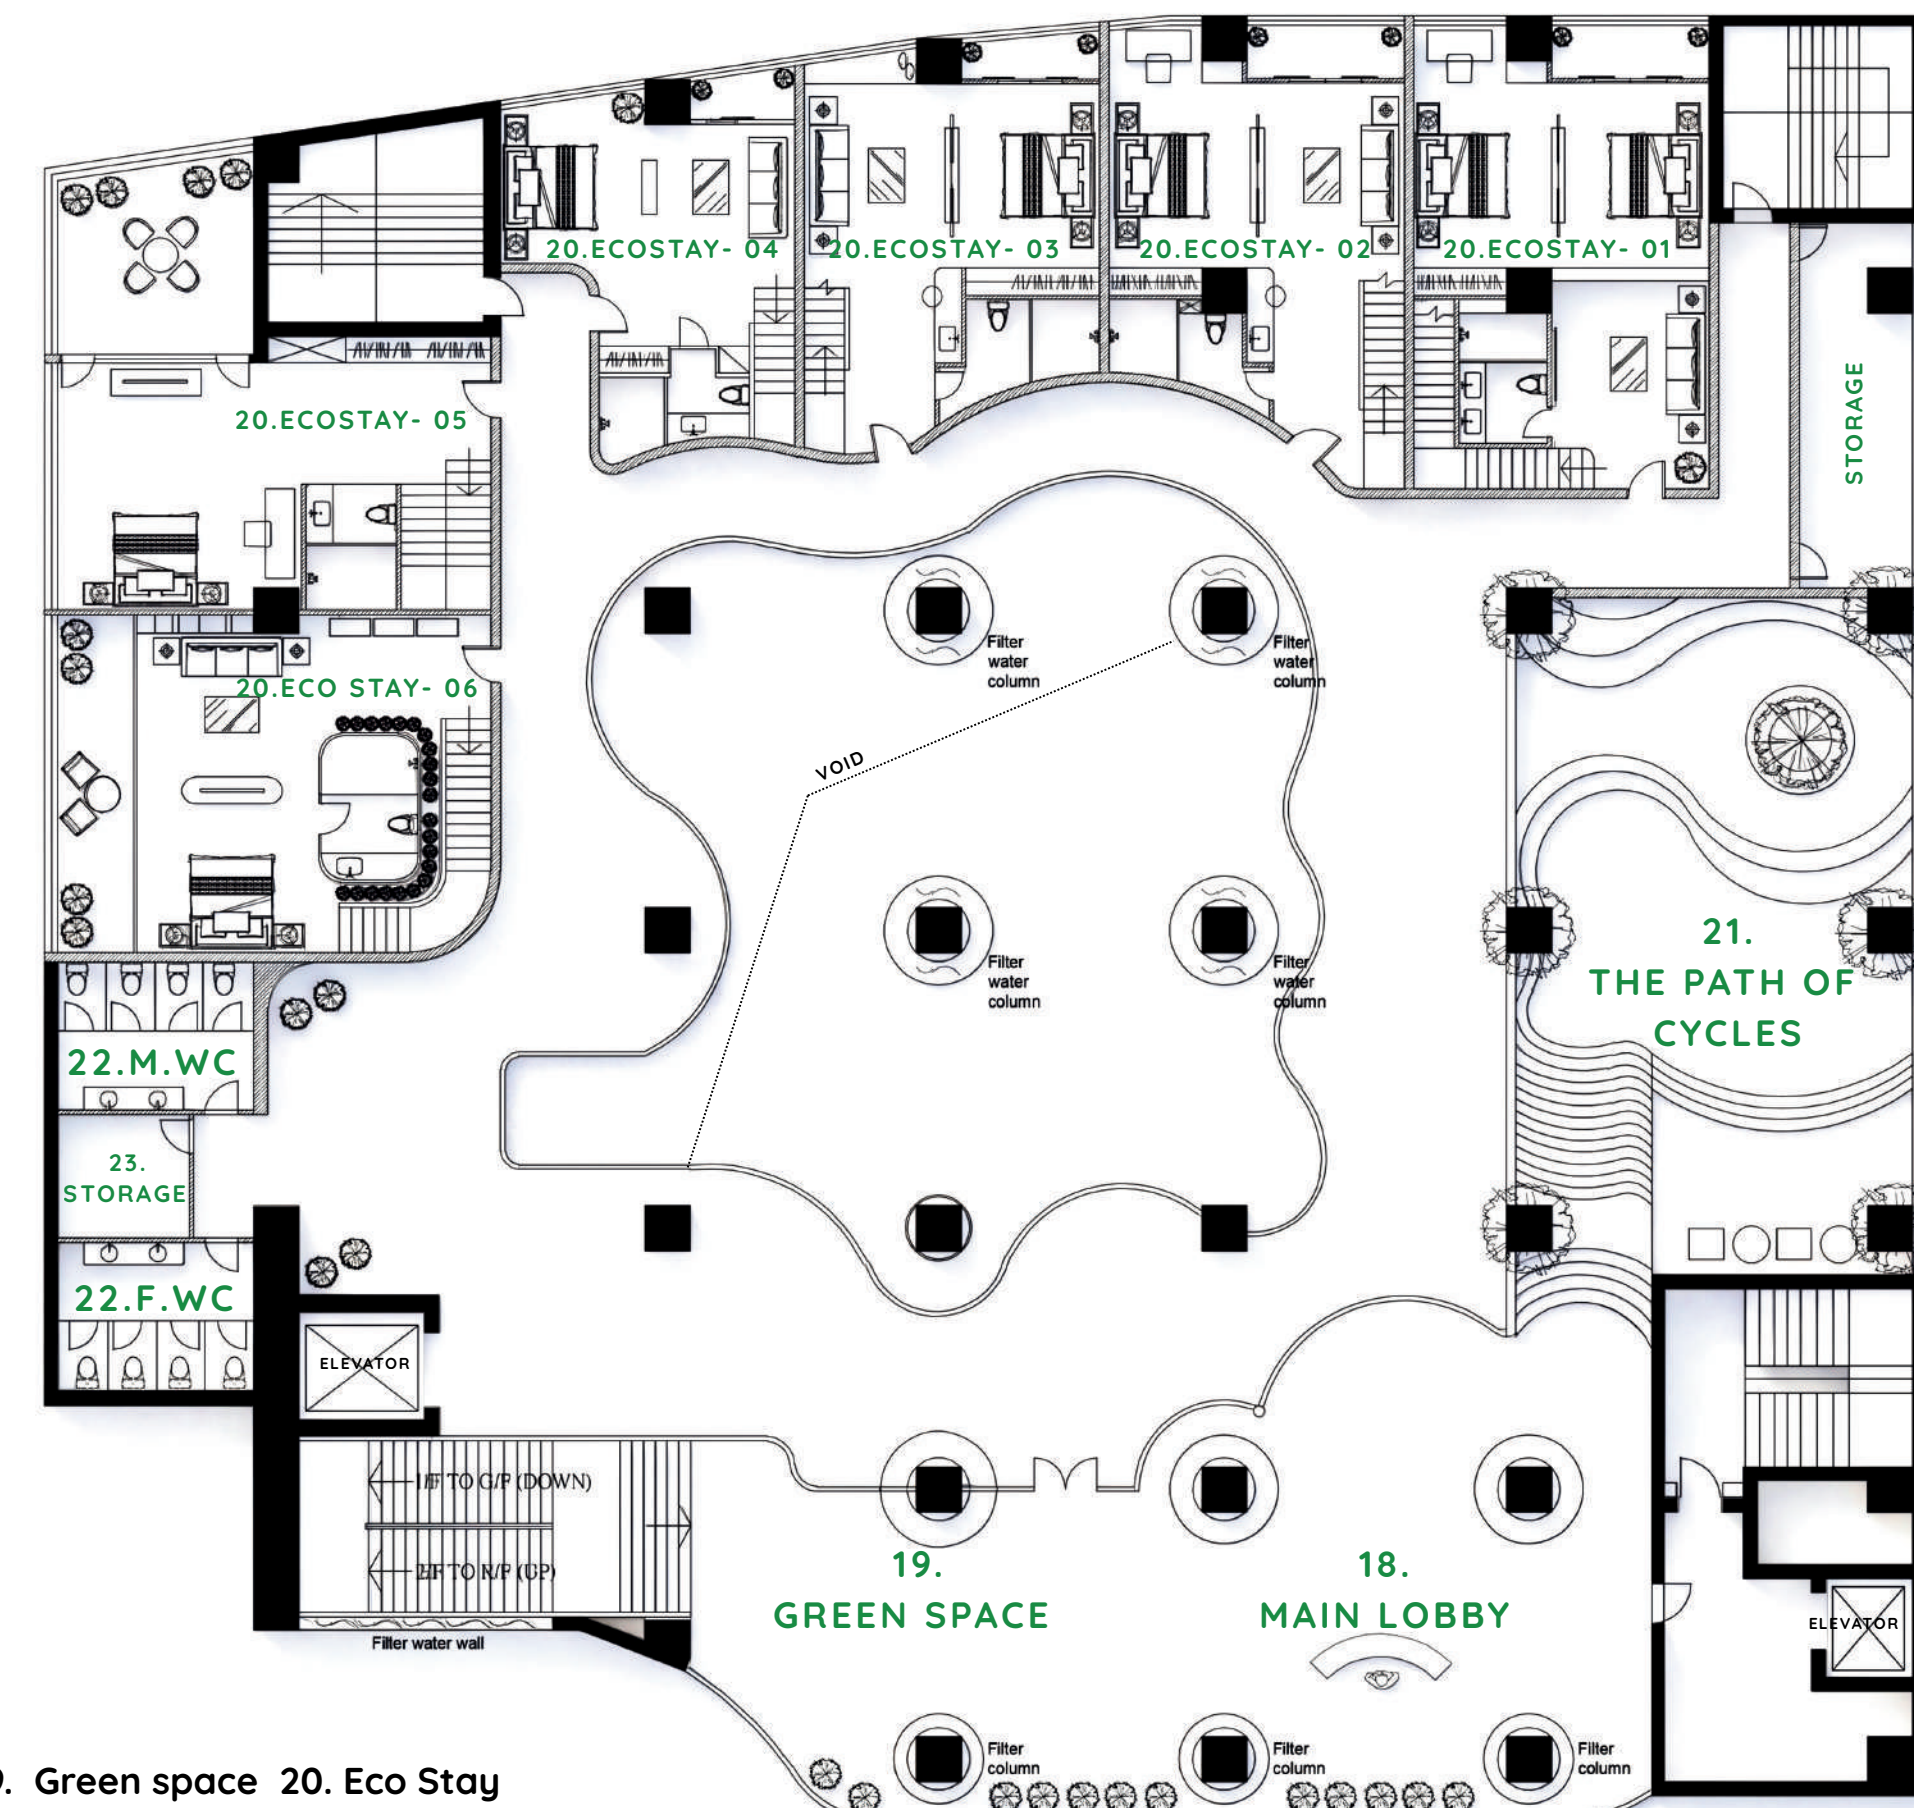 20.ECOSTAY- 04
20.ECOSTAY- 03
20.ECOSTAY- 02
20.ECOSTAY- 01
STORAGE
20.ECOSTAY- 05
20.ECO STAY- 06
Filter
water
column
Filter
water
column
VOID
Filter
water
column
Filter
water
column
21.
THE PATH OF
CYCLES
22.M.WC
23.
STORAGE
22.F.WC
ELEVATOR
TO G/F (DOWN)
TO R/F (UP)
Filter water wall
19.
GREEN SPACE
18.
MAIN LOBBY
ELEVATOR
Filter
column
Filter
column
Filter
column
9. Green space 20. Eco Stay